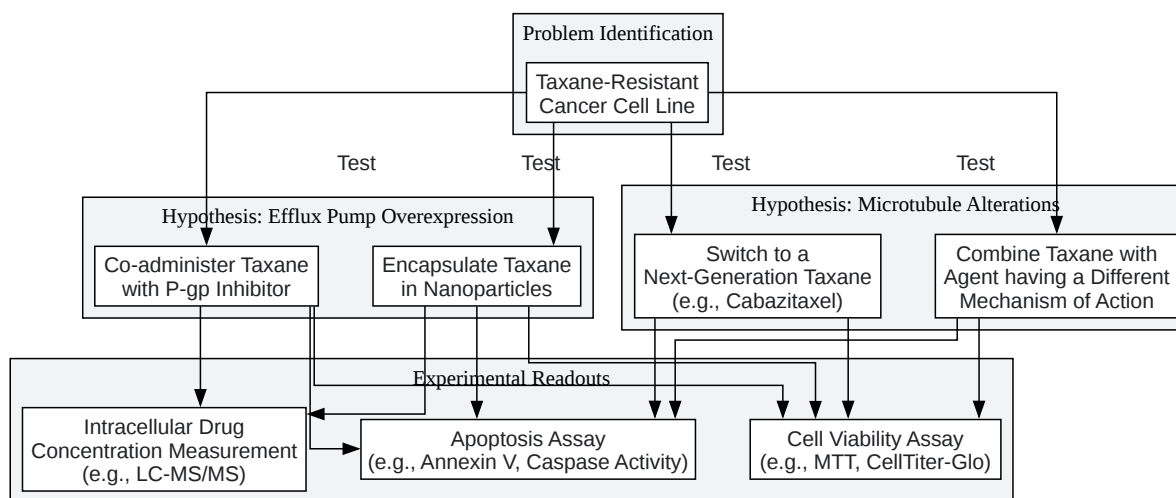 Problem Identification
Taxane-Resistant
Cancer Cell Line
Test
Test
Test
Test
Hypothesis: Efflux Pump Overexpression
Co-administer Taxane
with P-gp Inhibitor
Encapsulate Taxane
in Nanoparticles
Hypothesis: Microtubule Alterations
Switch to a
Next-Generation Taxane
(e.g., Cabazitaxel)
Combine Taxane with
Agent having a Different
Mechanism of Action
Experimental Readouts
Intracellular Drug
Concentration Measurement
(e.g., LC-MS/MS)
Apoptosis Assay
(e.g., Annexin V, Caspase Activity)
Cell Viability Assay
(e.g., MTT, CellTiter-Glo)